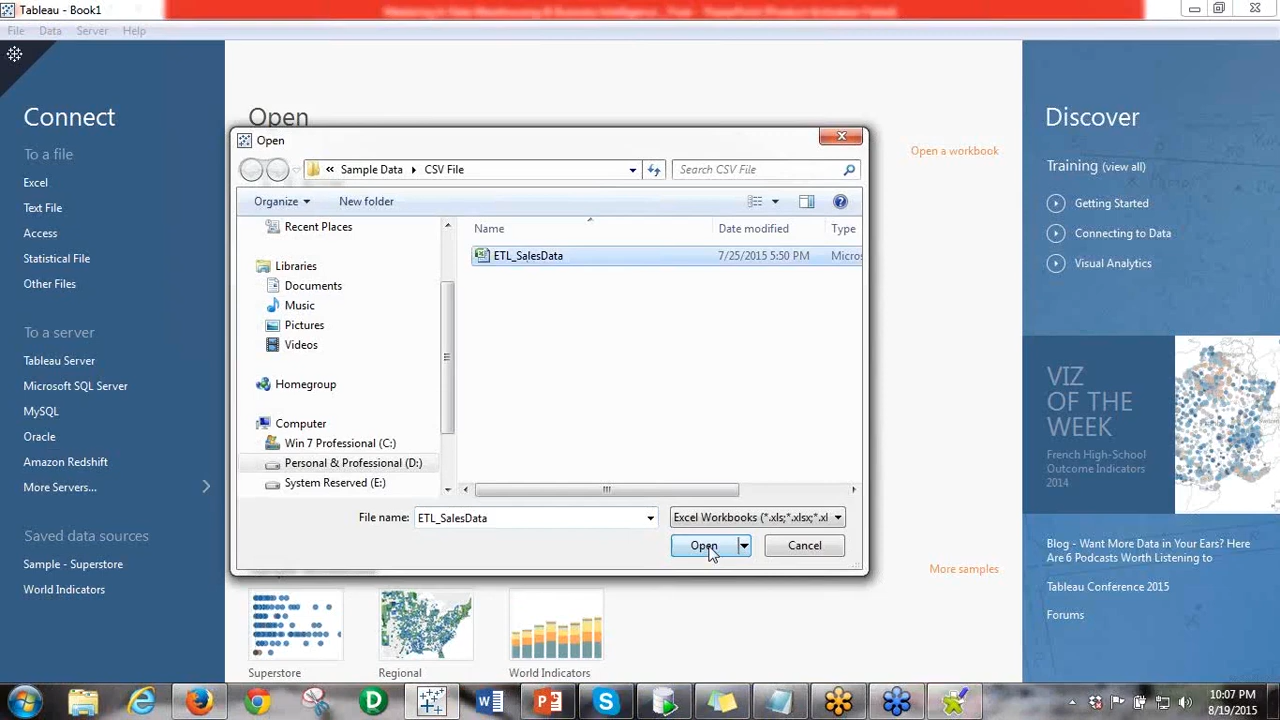 Tableau - Book1
File Data Server Help
Connect
To a file
Excel
Text File
Access
Statistical File
Other Files
To a server
Tableau Server
Microsoft SQL Server
MySQL
Oracle
Amazon Redshift
More Servers...
Saved data sources
Sample - Superstore
World Indicators
Open
Open a workbook
Open
« Sample Data CSV File
Search CSV File
Organize New folder
Recent Places
Libraries
Documents
Music
Pictures
Videos
Homegroup
Computer
Win 7 Professional (C:)
Personal & Professional (D:)
System Reserved (E:)
Name Date modified Type
ETL_SalesData 7/25/2015 5:50 PM Micros
File name: ETL_SalesData Excel Workbooks (*.xls;*.xlsx;*.xl
Open Cancel
More samples
Superstore Regional World Indicators
Discover
Training (view all)
Getting Started
Connecting to Data
Visual Analytics
VIZ
OF THE
WEEK
French High-School
Outcome Indicators
2014
Blog - Want More Data in Your Ears? Here
Are 6 Podcasts Worth Listening to
Tableau Conference 2015
Forums
10:07 PM
8/19/2015